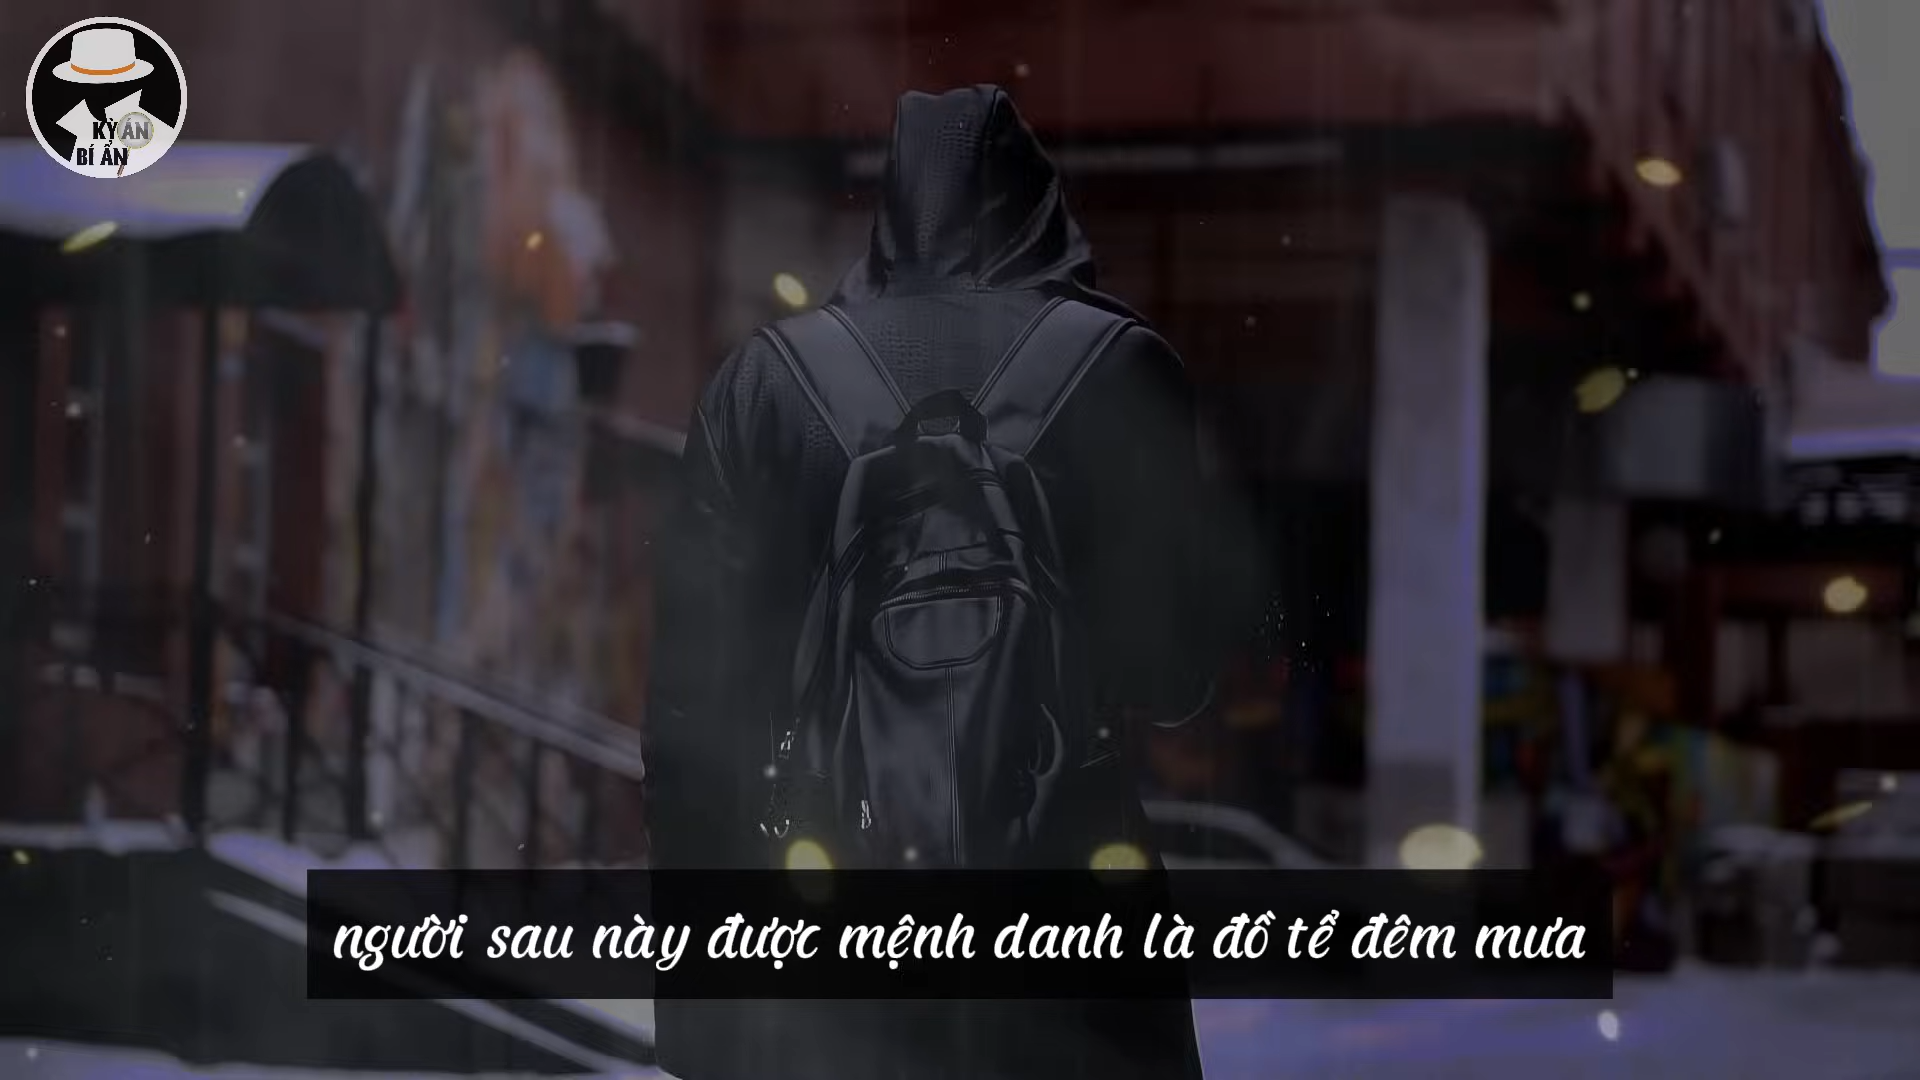 KỲ ÁN
BÍ ẨN
người sau này được mệnh danh là đồ tể đêm mưa